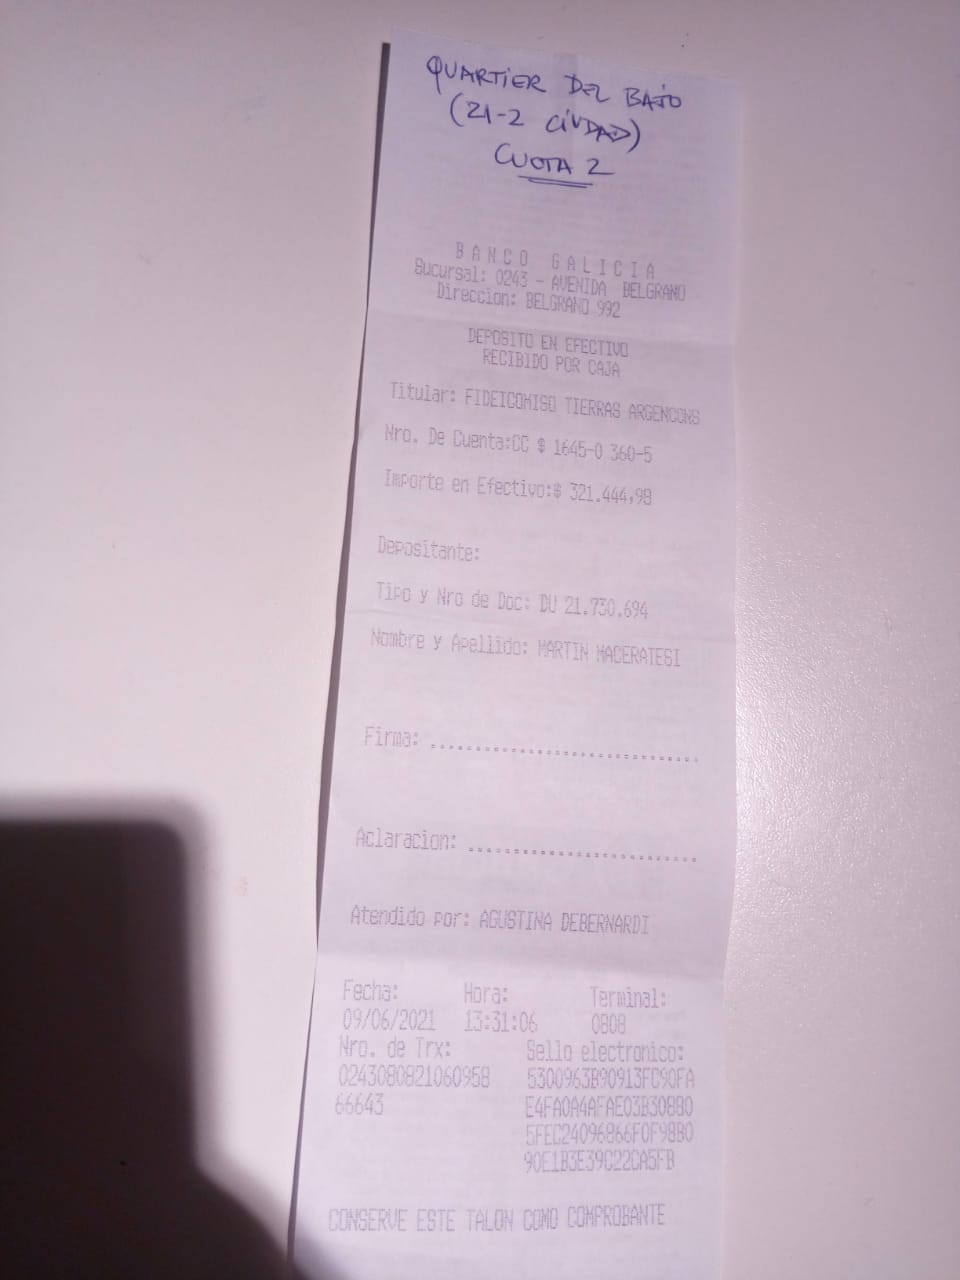 QUARTIER DEL BAJO
(21-2 CIUDAD)
CUOTA 2
BANCO GALICIA
Sucursal: 0243 - AVENIDA BELGRANO
Direccion: BELGRANO 992
DEPOSITO EN EFECTIVO
RECIBIDO POR CAJA
Titular: FIDEICOMISO TIERRAS ARGENCONS
Nro. De Cuenta:CC $ 1645-0 360-5
Importe en Efectivo:$ 321.444,98
Depositante:
Tipo y Nro de Doc: DU 21.730.694
Nombre y Apellido: MARTIN MACERATESI
Firma: ..............................
Aclaracion: .........................
Atendido por: AGUSTINA DEBERNARDI
Fecha: Hora: Terminal:
09/06/2021 13:31:06 0808
Nro. de Trx: Sello electronico:
0243080821060958 5300963B90913FC90FA
66643 E4FA0A4AFAE03B30880
5FEC24096866F0F98B0
90E1B3E39C22CA5FB
CONSERVE ESTE TALON COMO COMPROBANTE